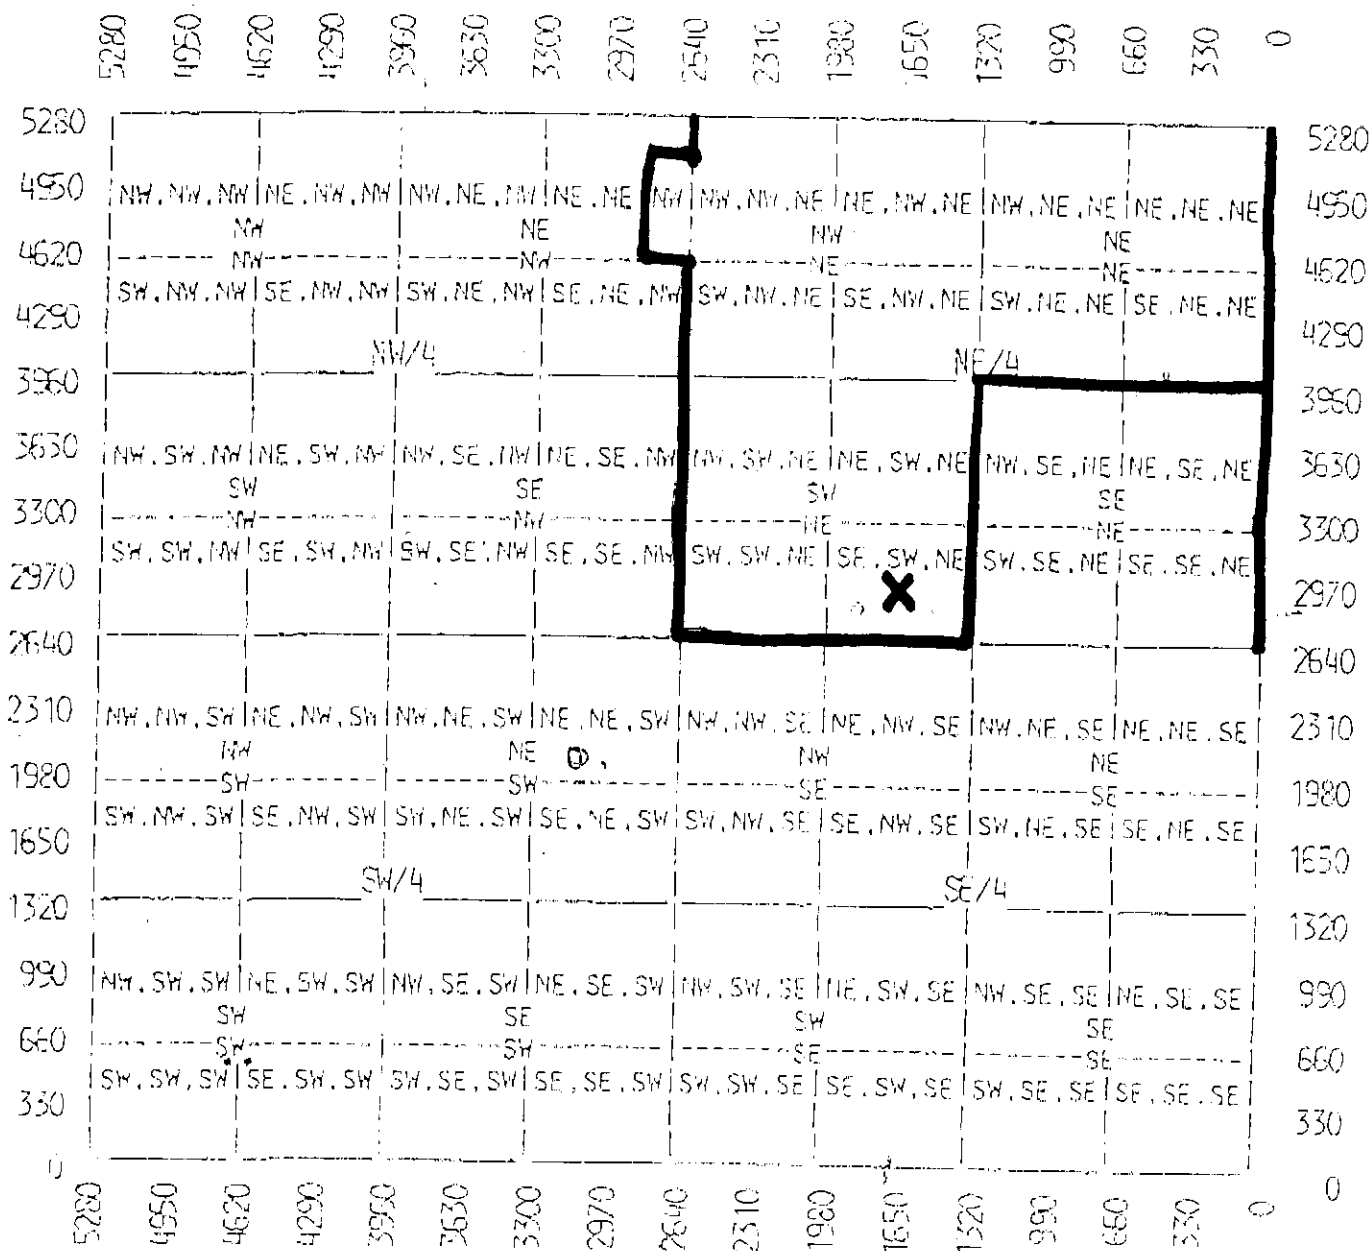 5280 4950 4620 4290 3960 3630 3300 2970 2640 2310 1980 1650 1320 990 660 330 0
5280 5280
4950 NW.NW.NW NE.NW.NW NW.NE.NW NE.NE NW NW.NW.NE NE.NW.NE NW.NE.NE NE.NE.NE 4950
NW NE NW NE
4620 NW NW NE NE 4620
SW.NW.NW SE.NW.NW SW.NE.NW SE.NE.NW SW.NW.NE SE.NW.NE SW.NE.NE SE.NE.NE
4290 4290
NW/4 NE/4
3960 3960
3630 NW.SW.NW NE.SW.NW NW.SE.NW NE.SE.NW NW.SW.NE NE.SW.NE NW.SE.NE NE.SE.NE 3630
SW SE SW SE
3300 NW NW NE NE 3300
SW.SW.NW SE.SW.NW SW.SE.NW SE.SE.NW SW.SW.NE SE.SW.NE SW.SE.NE SE.SE.NE
2970 X 2970
2640 2640
2310 NW.NW.SW NE.NW.SW NW.NE.SW NE.NE.SW NW.NW.SE NE.NW.SE NW.NE.SE NE.NE.SE 2310
NW NE NW NE
1980 SW SW SE SE 1980
SW.NW.SW SE.NW.SW SW.NE.SW SE.NE.SW SW.NW.SE SE.NW.SE SW.NE.SE SE.NE.SE
1650 1650
SW/4 SE/4
1320 1320
990 NW.SW.SW NE.SW.SW NW.SE.SW NE.SE.SW NW.SW.SE NE.SW.SE NW.SE.SE NE.SE.SE 990
SW SE SW SE
660 SW SW SE SE 660
SW.SW.SW SE.SW.SW SW.SE.SW SE.SE.SW SW.SW.SE SE.SW.SE SW.SE.SE SE.SE.SE
330 330
0 0
5280 4950 4620 4290 3960 3630 3300 2970 2640 2310 1980 1650 1320 990 660 330 0